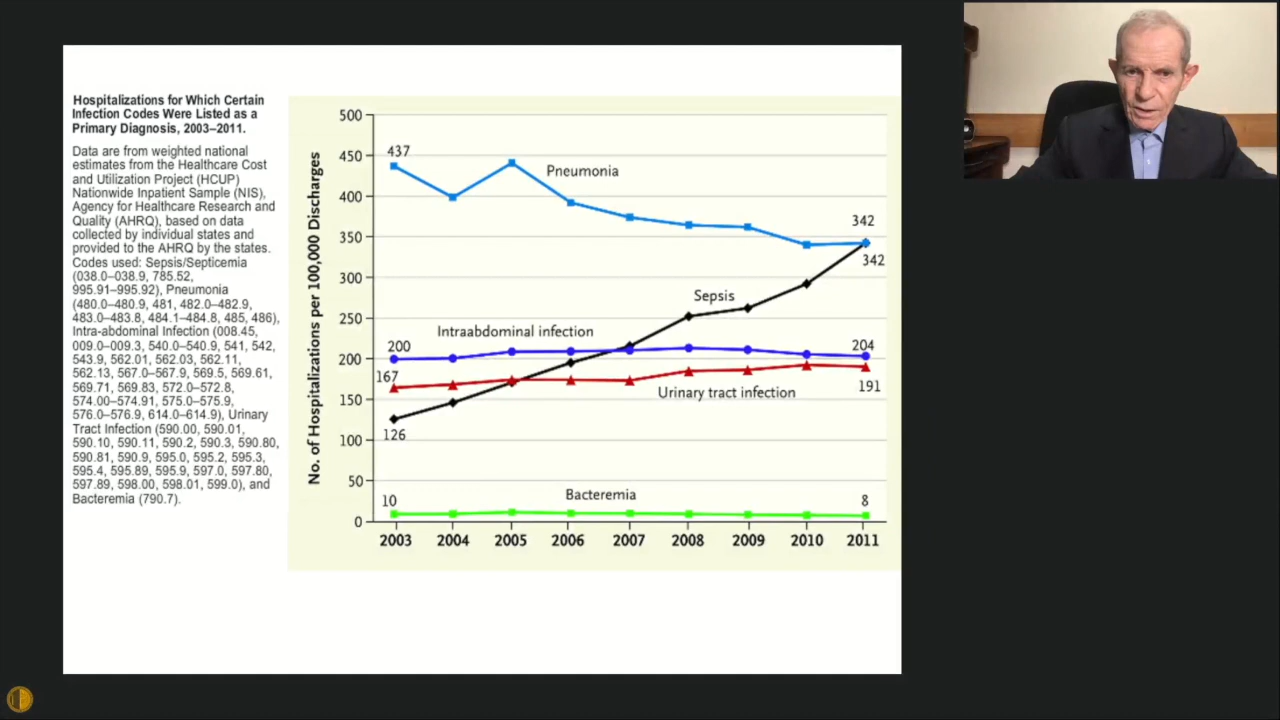 Hospitalizations for Which Certain
Infection Codes Were Listed as a
Primary Diagnosis, 2003–2011.
Data are from weighted national
estimates from the Healthcare Cost
and Utilization Project (HCUP)
Nationwide Inpatient Sample (NIS),
Agency for Healthcare Research and
Quality (AHRQ), based on data
collected by individual states and
provided to the AHRQ by the states.
Codes used: Sepsis/Septicemia
(038.0–038.9, 785.52,
995.91–995.92), Pneumonia
(480.0–480.9, 481, 482.0–482.9,
483.0–483.8, 484.1–484.8, 485, 486),
Intra-abdominal Infection (008.45,
009.0–009.3, 540.0–540.9, 541, 542,
543.9, 562.01, 562.03, 562.11,
562.13, 567.0–567.9, 569.5, 569.61,
569.71, 569.83, 572.0–572.8,
574.00–574.91, 575.0–575.9,
576.0–576.9, 614.0–614.9), Urinary
Tract Infection (590.00, 590.01,
590.10, 590.11, 590.2, 590.3, 590.80,
590.81, 590.9, 595.0, 595.2, 595.3,
595.4, 595.89, 595.9, 597.0, 597.80,
597.89, 598.00, 598.01, 599.0), and
Bacteremia (790.7).
No. of Hospitalizations per 100,000 Discharges
500
450
400
350
300
250
200
150
100
50
0
437
Pneumonia
342
342
Sepsis
Intraabdominal infection
200
204
167
Urinary tract infection
191
126
Bacteremia
10
8
2003 2004 2005 2006 2007 2008 2009 2010 2011